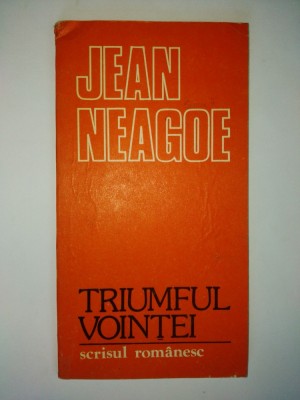 JEAN
NEAGOE
TRIUMFUL
VOINȚEI
scrisul românesc